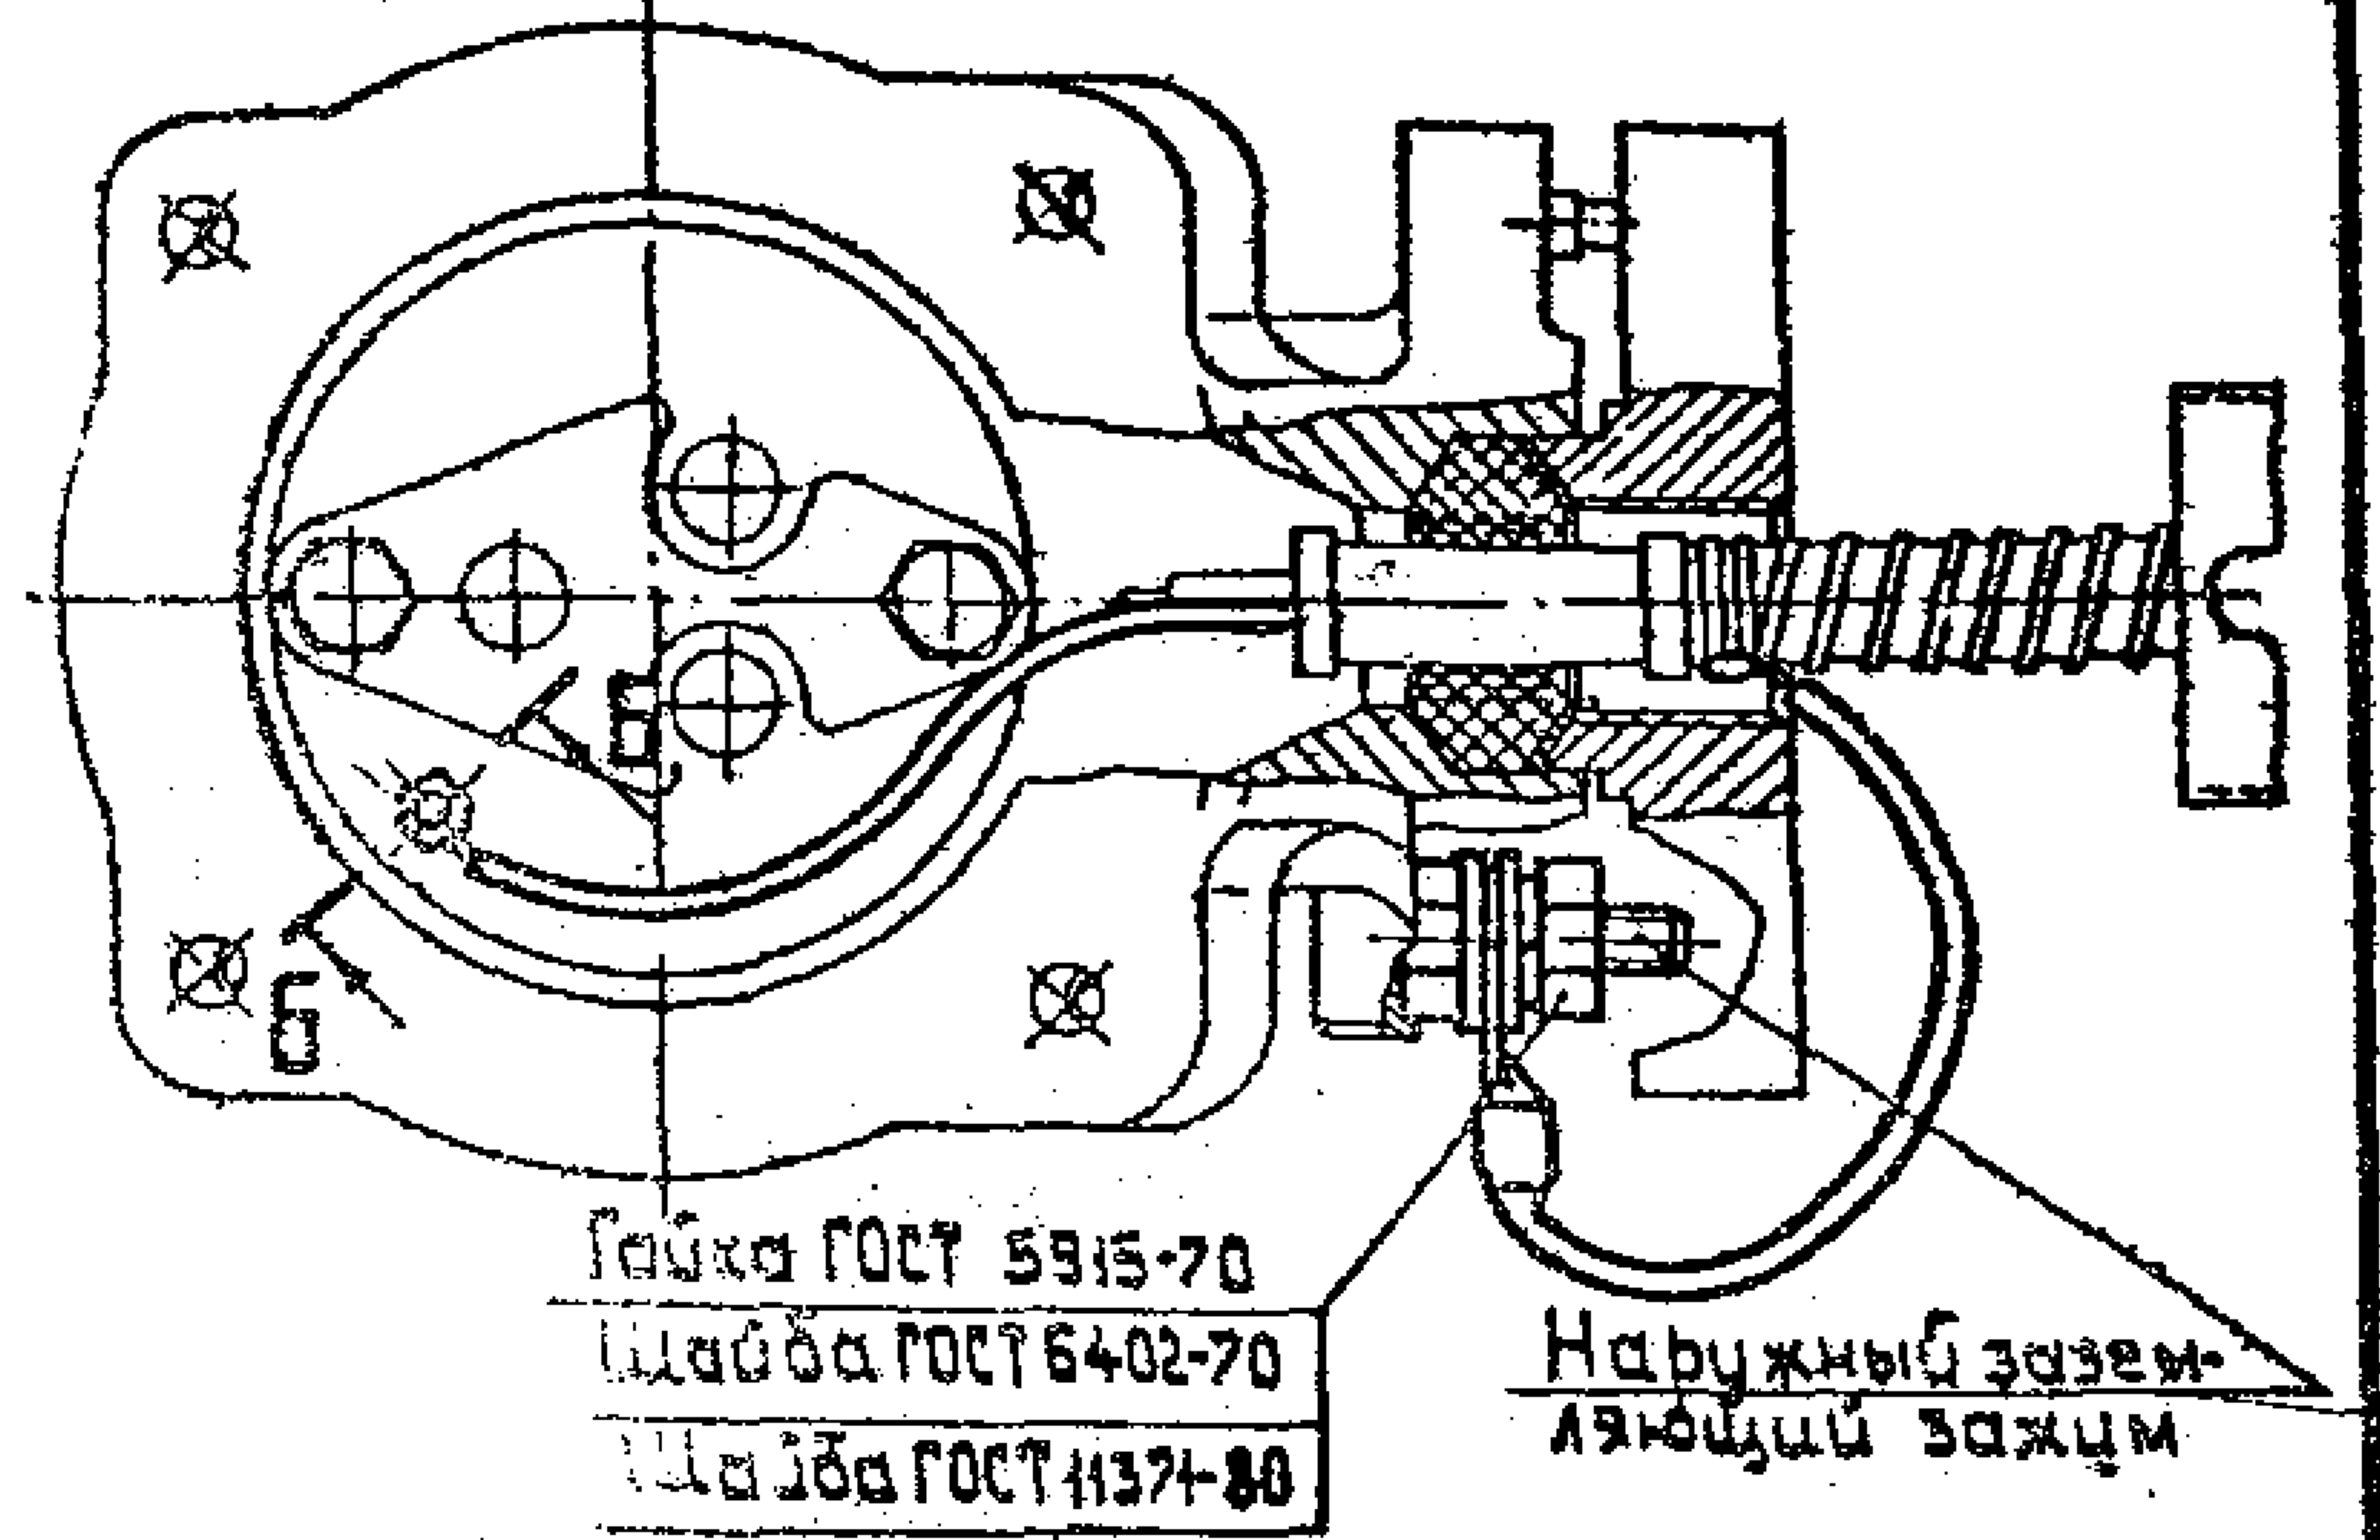 В
Б
Гайка ГОСТ 5915-70
Шайба ГОСТ 6402-70
Шайба ГОСТ 11371-80
Наружный зазем-
ляющий зажим